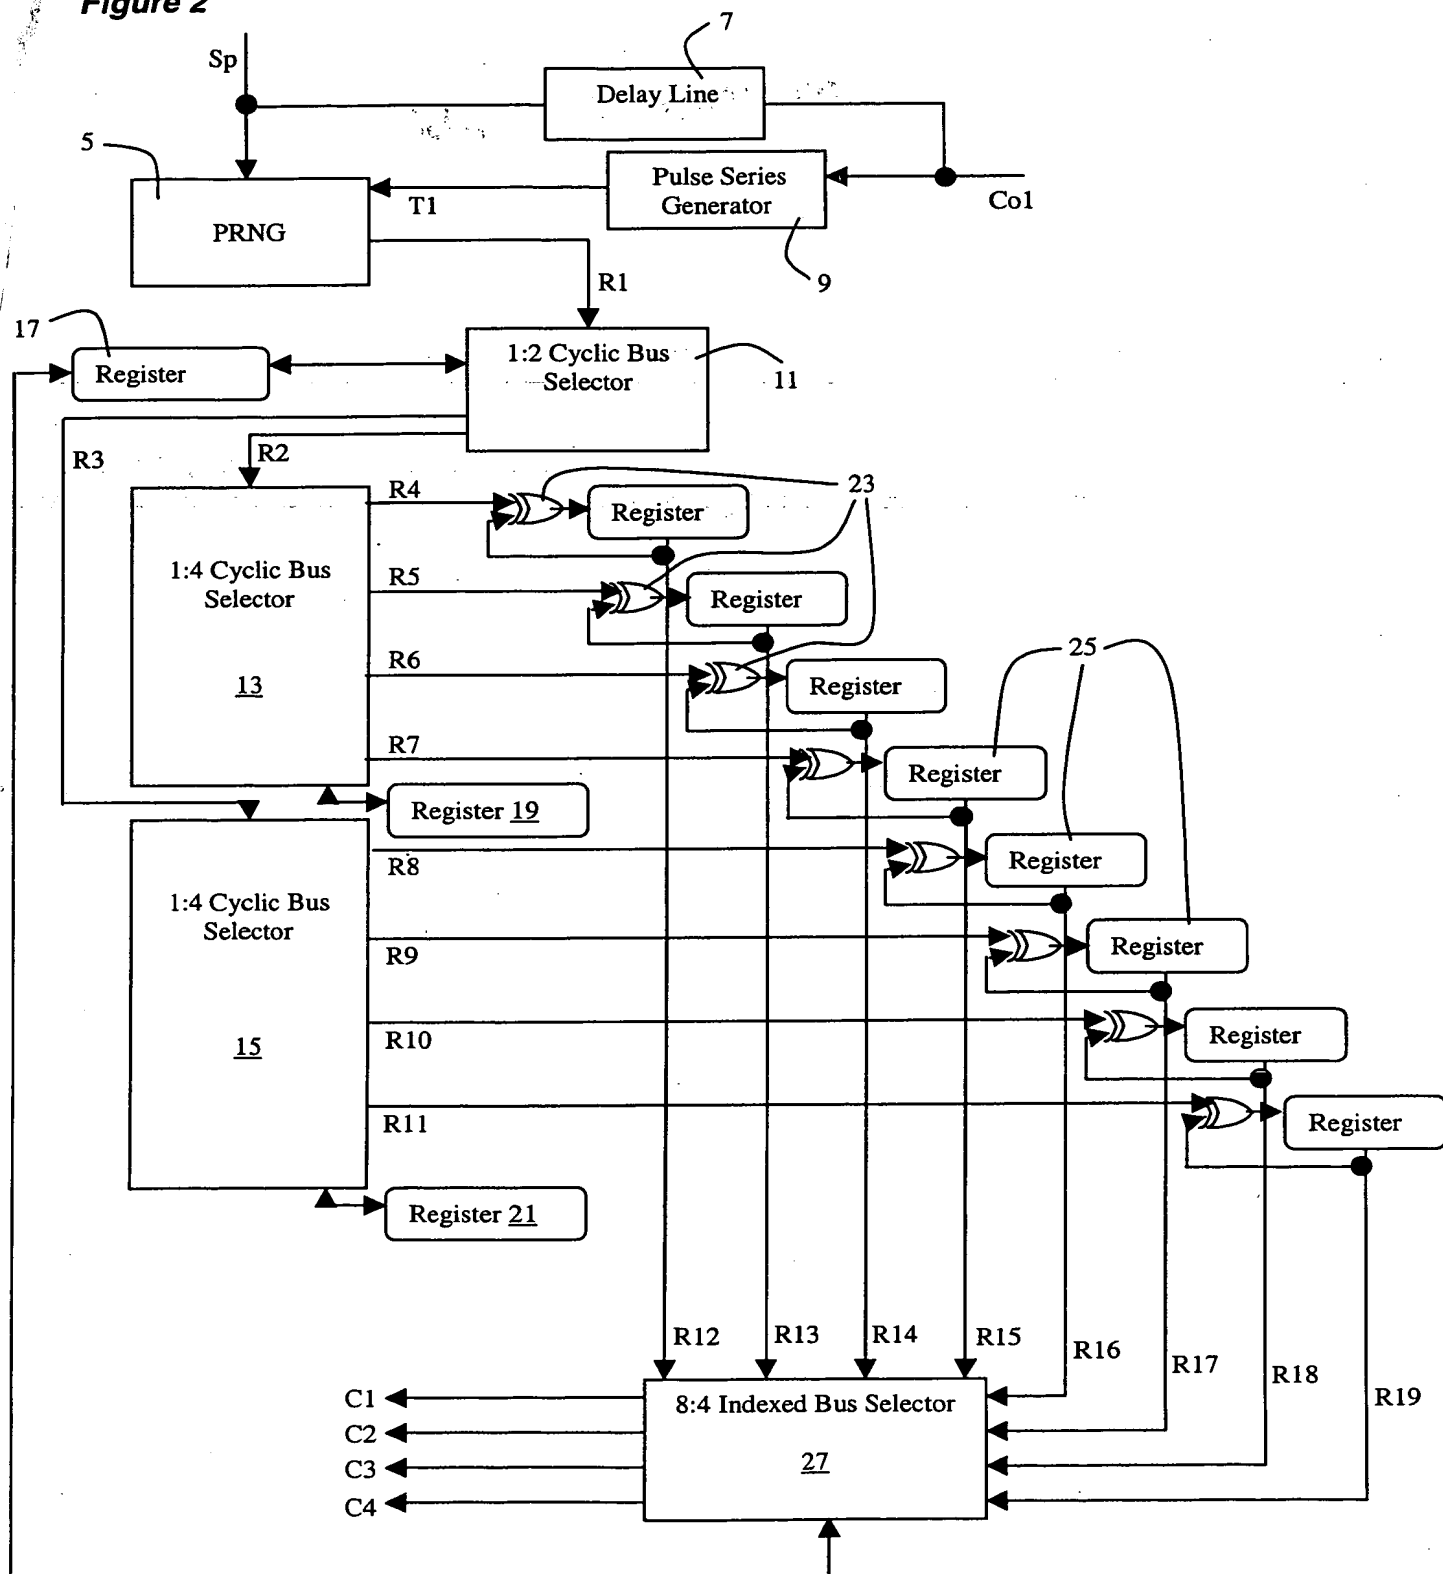 Figure 2
7
Sp
Delay Line
5
Pulse Series
Generator
T1
Co1
PRNG
R1
9
17
1:2 Cyclic Bus
Selector
Register
11
R3
R2
R4
23
Register
1:4 Cyclic Bus
Selector
R5
Register
25
R6
13
Register
R7
Register
Register 19
R8
Register
1:4 Cyclic Bus
Selector
R9
Register
R10
15
Register
R11
Register
Register 21
R12
R13
R14
R15
R16
R17
R18
R19
C1
8:4 Indexed Bus Selector
C2
C3
27
C4